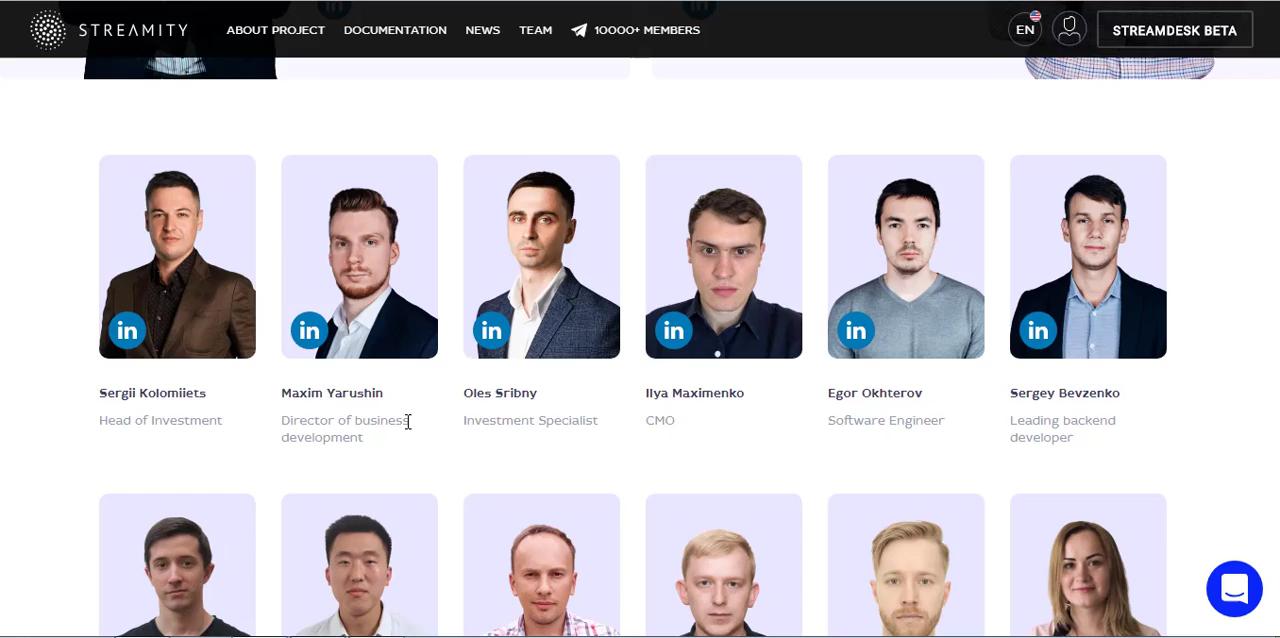 STREAMITY ABOUT PROJECT DOCUMENTATION NEWS TEAM 10000+ MEMBERS EN STREAMDESK BETA
in in in in in in
Sergii Kolomiiets Maxim Yarushin Oles Sribny Ilya Maximenko Egor Okhterov Sergey Bevzenko
Head of Investment Director of business Investment Specialist CMO Software Engineer Leading backend
development developer